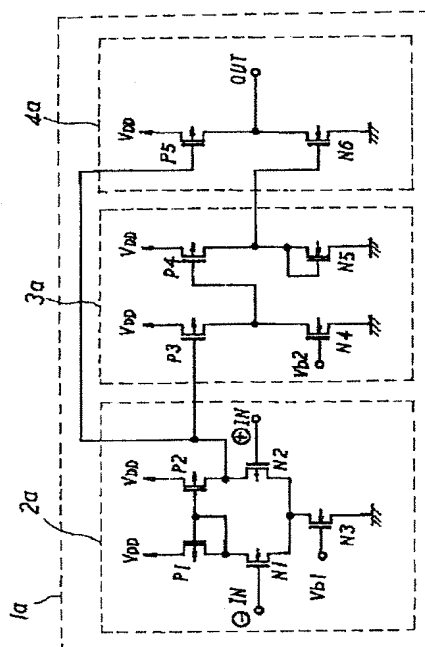 1a
2a
3a
4a
VDD
VDD
VDD
VDD
VDD
P1
P2
P3
P4
P5
OUT
⊖ IN
⊕ IN
N1
N2
Vb1
N3
Vb2
N4
N5
N6